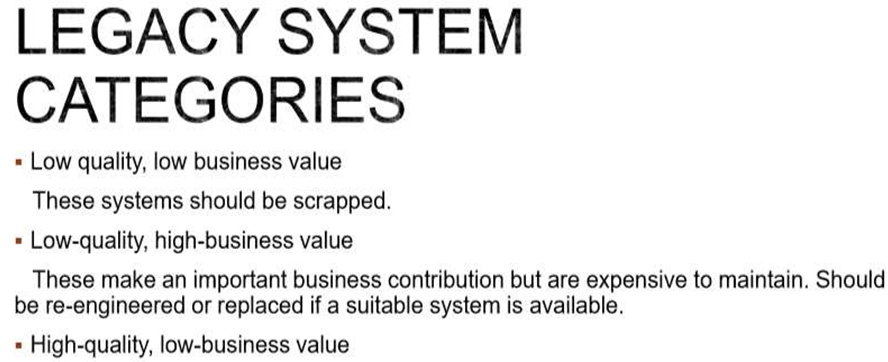 LEGACY SYSTEM
CATEGORIES
▪ Low quality, low business value
These systems should be scrapped.
▪ Low-quality, high-business value
These make an important business contribution but are expensive to maintain. Should
be re-engineered or replaced if a suitable system is available.
▪ High-quality, low-business value